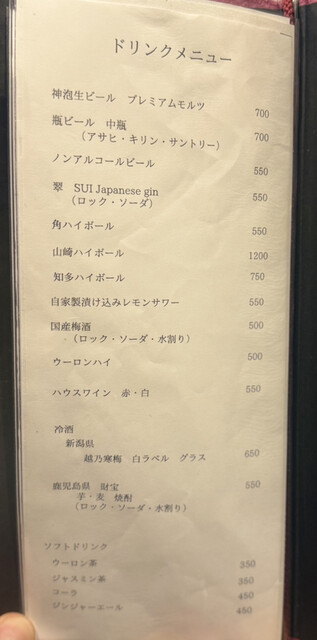 ドリンクメニュー
神泡生ビール プレミアムモルツ 700
瓶ビール 中瓶 700
（アサヒ・キリン・サントリー）
ノンアルコールビール 550
翠 SUI Japanese gin 550
（ロック・ソーダ）
角ハイボール 550
山崎ハイボール 1200
知多ハイボール 750
自家製漬け込みレモンサワー 550
国産梅酒 500
（ロック・ソーダ・水割り）
ウーロンハイ 500
ハウスワイン 赤・白 550
冷酒
新潟県
越乃寒梅 白ラベル グラス 650
鹿児島県 財宝 550
芋・麦 焼酎
（ロック・ソーダ・水割り）
ソフトドリンク
ウーロン茶 350
ジャスミン茶 350
コーラ 450
ジンジャーエール 450